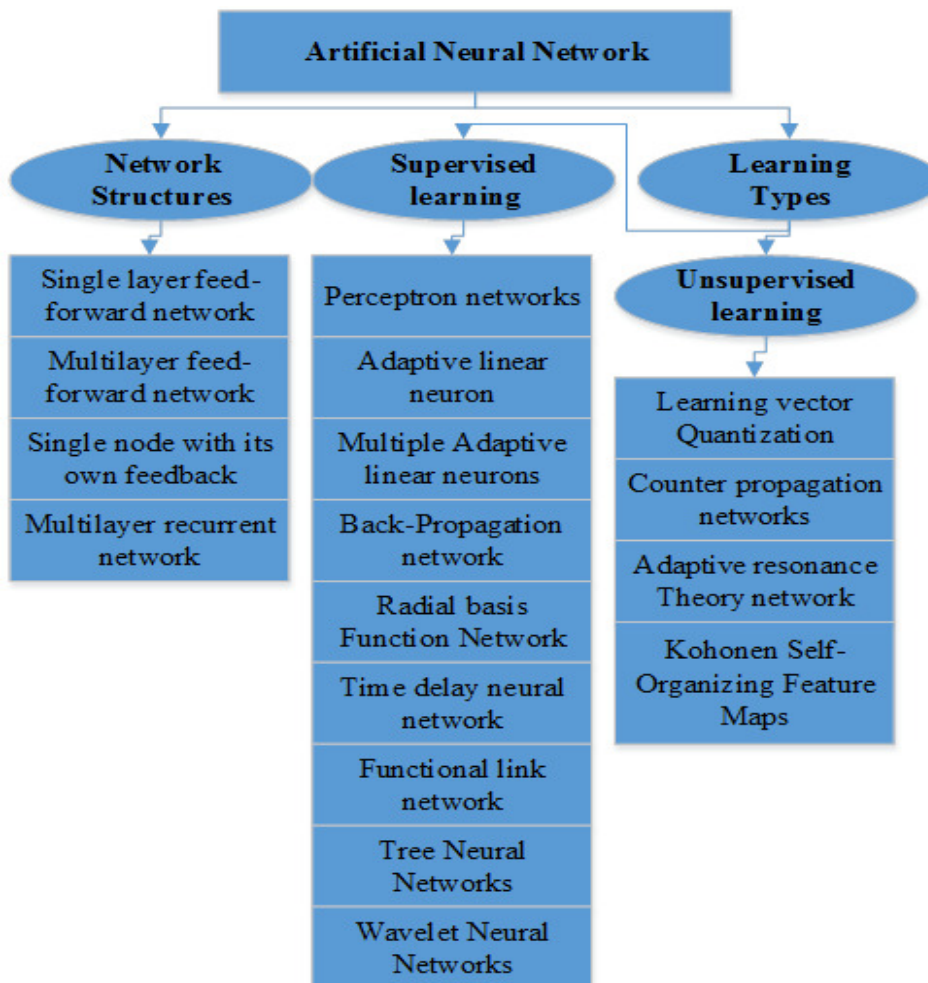 Artificial Neural Network
Network
Structures
Supervised
learning
Learning
Types
Single layer feed-
forward network
Multilayer feed-
forward network
Single node with its
own feedback
Multilayer recurrent
network
Perceptron networks
Adaptive linear
neuron
Multiple Adaptive
linear neurons
Back-Propagation
network
Radial basis
Function Network
Time delay neural
network
Functional link
network
Tree Neural
Networks
Wavelet Neural
Networks
Unsupervised
learning
Learning vector
Quantization
Counter propagation
networks
Adaptive resonance
Theory network
Kohonen Self-
Organizing Feature
Maps